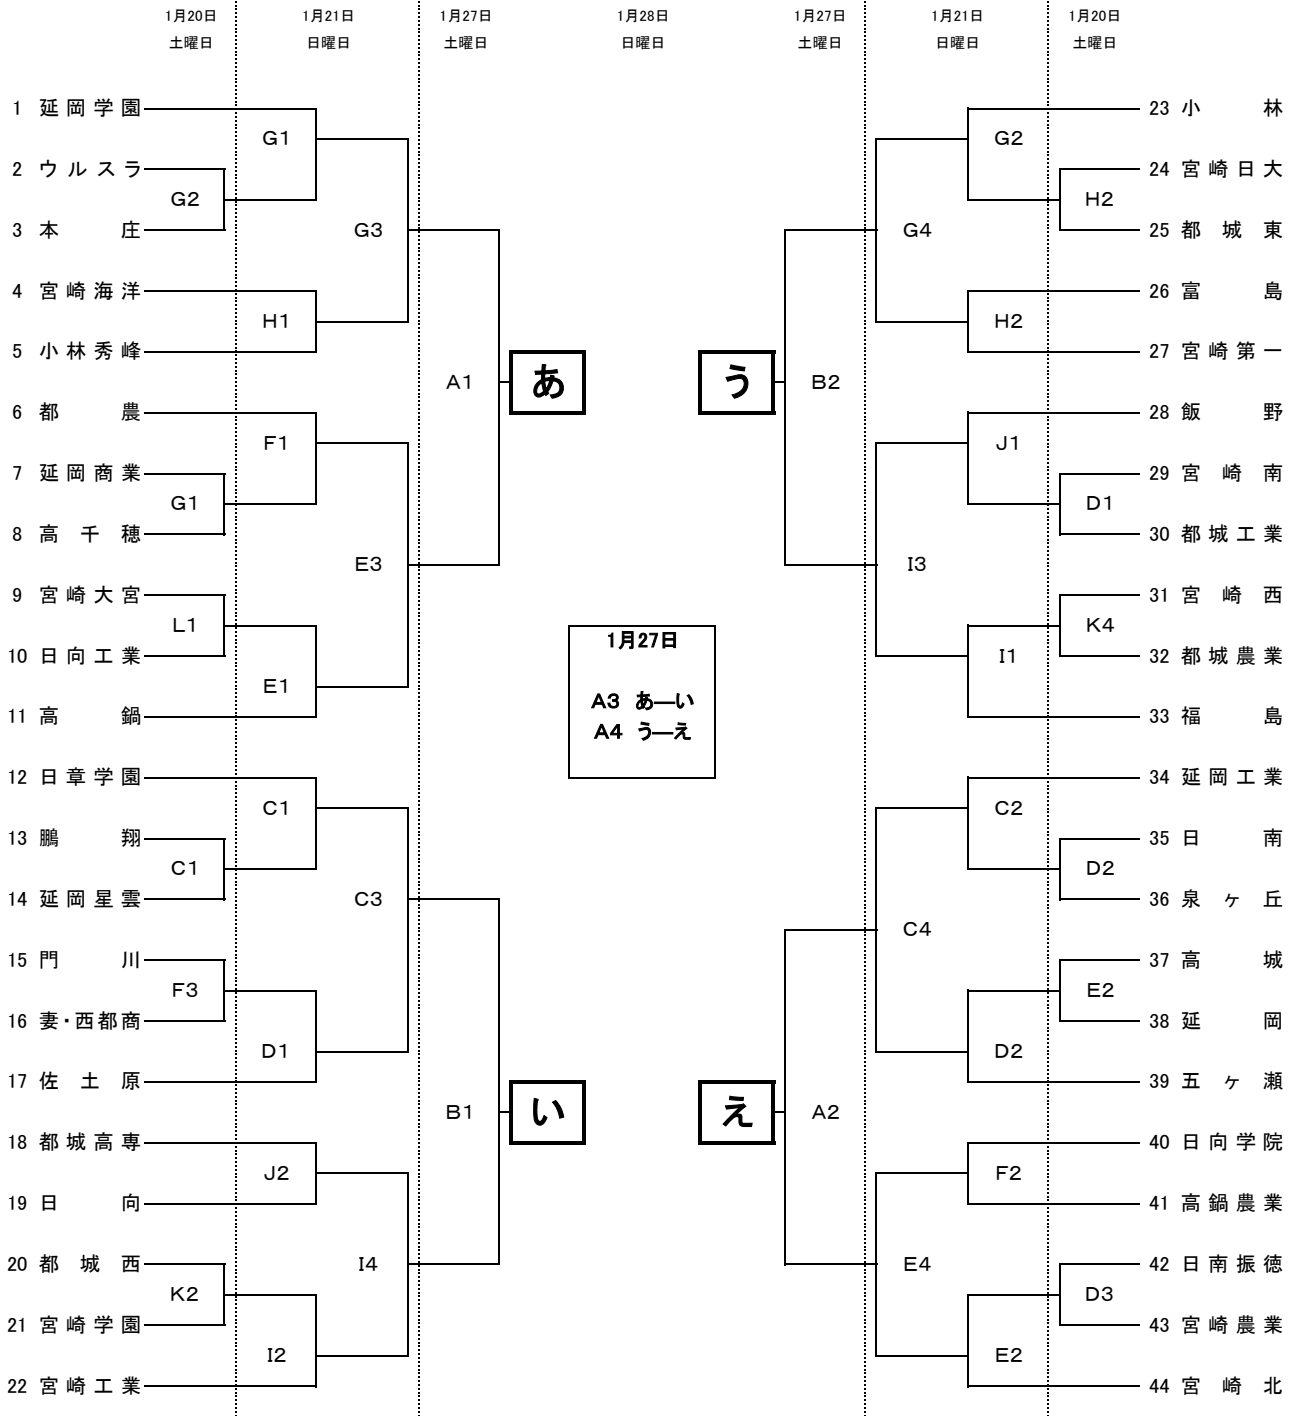 1月20日 1月21日 1月27日 1月28日 1月27日 1月21日 1月20日
土曜日 日曜日 土曜日 日曜日 土曜日 日曜日 土曜日
1 延岡学園 23 小林
G1 G2
2 ウルスラ 24 宮崎日大
G2 H2
3 本庄 G3 G4 25 都城東
4 宮崎海洋 26 富島
H1 H2
5 小林秀峰 27 宮崎第一
A1 あ う B2
6 都農 28 飯野
F1 J1
7 延岡商業 29 宮崎南
G1 D1
8 高千穂 30 都城工業
E3 I3
9 宮崎大宮 31 宮崎西
L1 1月27日 K4
10 日向工業 I1 32 都城農業
E1 A3 あ―い
11 高鍋 33 福島
A4 う―え
12 日章学園 34 延岡工業
C1 C2
13 鵬翔 35 日南
C1 D2
14 延岡星雲 C3 36 泉ヶ丘
C4
15 門川 37 高城
F3 E2
16 妻・西都商 38 延岡
D1 D2
17 佐土原 39 五ヶ瀬
B1 い え A2
18 都城高専 40 日向学院
J2 F2
19 日向 41 高鍋農業
20 都城西 I4 E4 42 日南振徳
K2 D3
21 宮崎学園 43 宮崎農業
I2 E2
22 宮崎工業 44 宮崎北